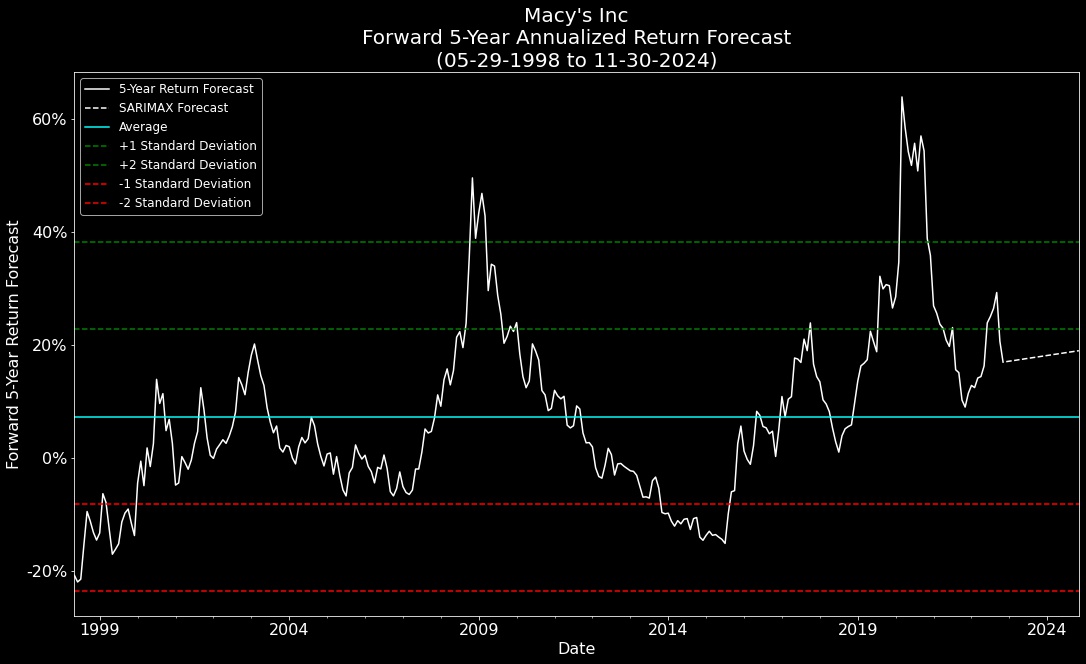 Macy's Inc
Forward 5-Year Annualized Return Forecast
(05-29-1998 to 11-30-2024)
5-Year Return Forecast
SARIMAX Forecast
Average
+1 Standard Deviation
+2 Standard Deviation
-1 Standard Deviation
-2 Standard Deviation
Forward 5-Year Return Forecast
60%
40%
20%
0%
-20%
1999
2004
2009
2014
2019
2024
Date